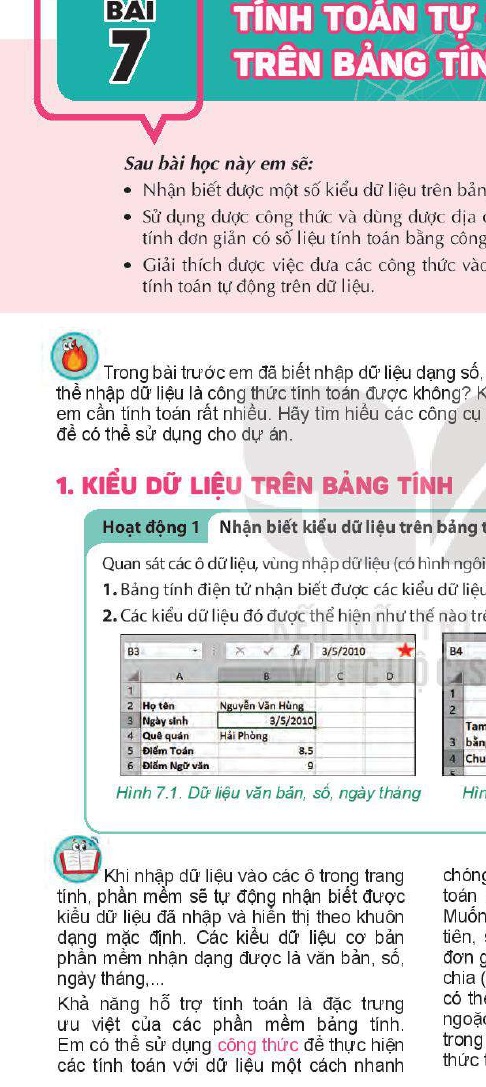 BÀI
7
TÍNH TOÁN TỰ
TRÊN BẢNG TÍN
Sau bài học này em sẽ:
• Nhận biết được một số kiểu dữ liệu trên bản
• Sử dụng được công thức và dùng được địa
tính đơn giản có số liệu tính toán bằng công
• Giải thích được việc đưa các công thức vào
tính toán tự động trên dữ liệu.
Trong bài trước em đã biết nhập dữ liệu dạng số,
thể nhập dữ liệu là công thức tính toán được không? K
em cần tính toán rất nhiều. Hãy tìm hiểu các công cụ
để có thể sử dụng cho dự án.
1. KIỂU DỮ LIỆU TRÊN BẢNG TÍNH
Hoạt động 1 Nhận biết kiểu dữ liệu trên bảng t
Quan sát các ô dữ liệu, vùng nhập dữ liệu (có hình ngôi
1. Bảng tính điện tử nhận biết được các kiểu dữ liệu
2. Các kiểu dữ liệu đó được thể hiện như thế nào trê
KẾT NỐI TRI
VỚI CUỘC S
B3 fx 3/5/2010
A B C D
1
2 Họ tên Nguyễn Văn Hùng
3 Ngày sinh 3/5/2010
4 Quê quán Hải Phòng
5 Điểm Toán 8.5
6 Điểm Ngữ văn 9
B4
1
2
Tam
3 bằn
4 Chu
Hình 7.1. Dữ liệu văn bản, số, ngày tháng
Hìn
Khi nhập dữ liệu vào các ô trong trang
tính, phần mềm sẽ tự động nhận biết được
kiểu dữ liệu đã nhập và hiển thị theo khuôn
dạng mặc định. Các kiểu dữ liệu cơ bản
phần mềm nhận dạng được là văn bản, số,
ngày tháng,...
Khả năng hỗ trợ tính toán là đặc trưng
ưu việt của các phần mềm bảng tính.
Em có thể sử dụng công thức để thực hiện
các tính toán với dữ liệu một cách nhanh
chóng
toán
Muốn
tiên,
đơn g
chia (
có thể
ngoặc
trong
thức